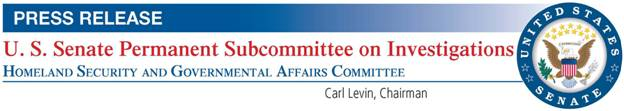 PRESS RELEASE
U. S. Senate Permanent Subcommittee on Investigations
HOMELAND SECURITY AND GOVERNMENTAL AFFAIRS COMMITTEE
Carl Levin, Chairman
UNITED STATES
SENATE